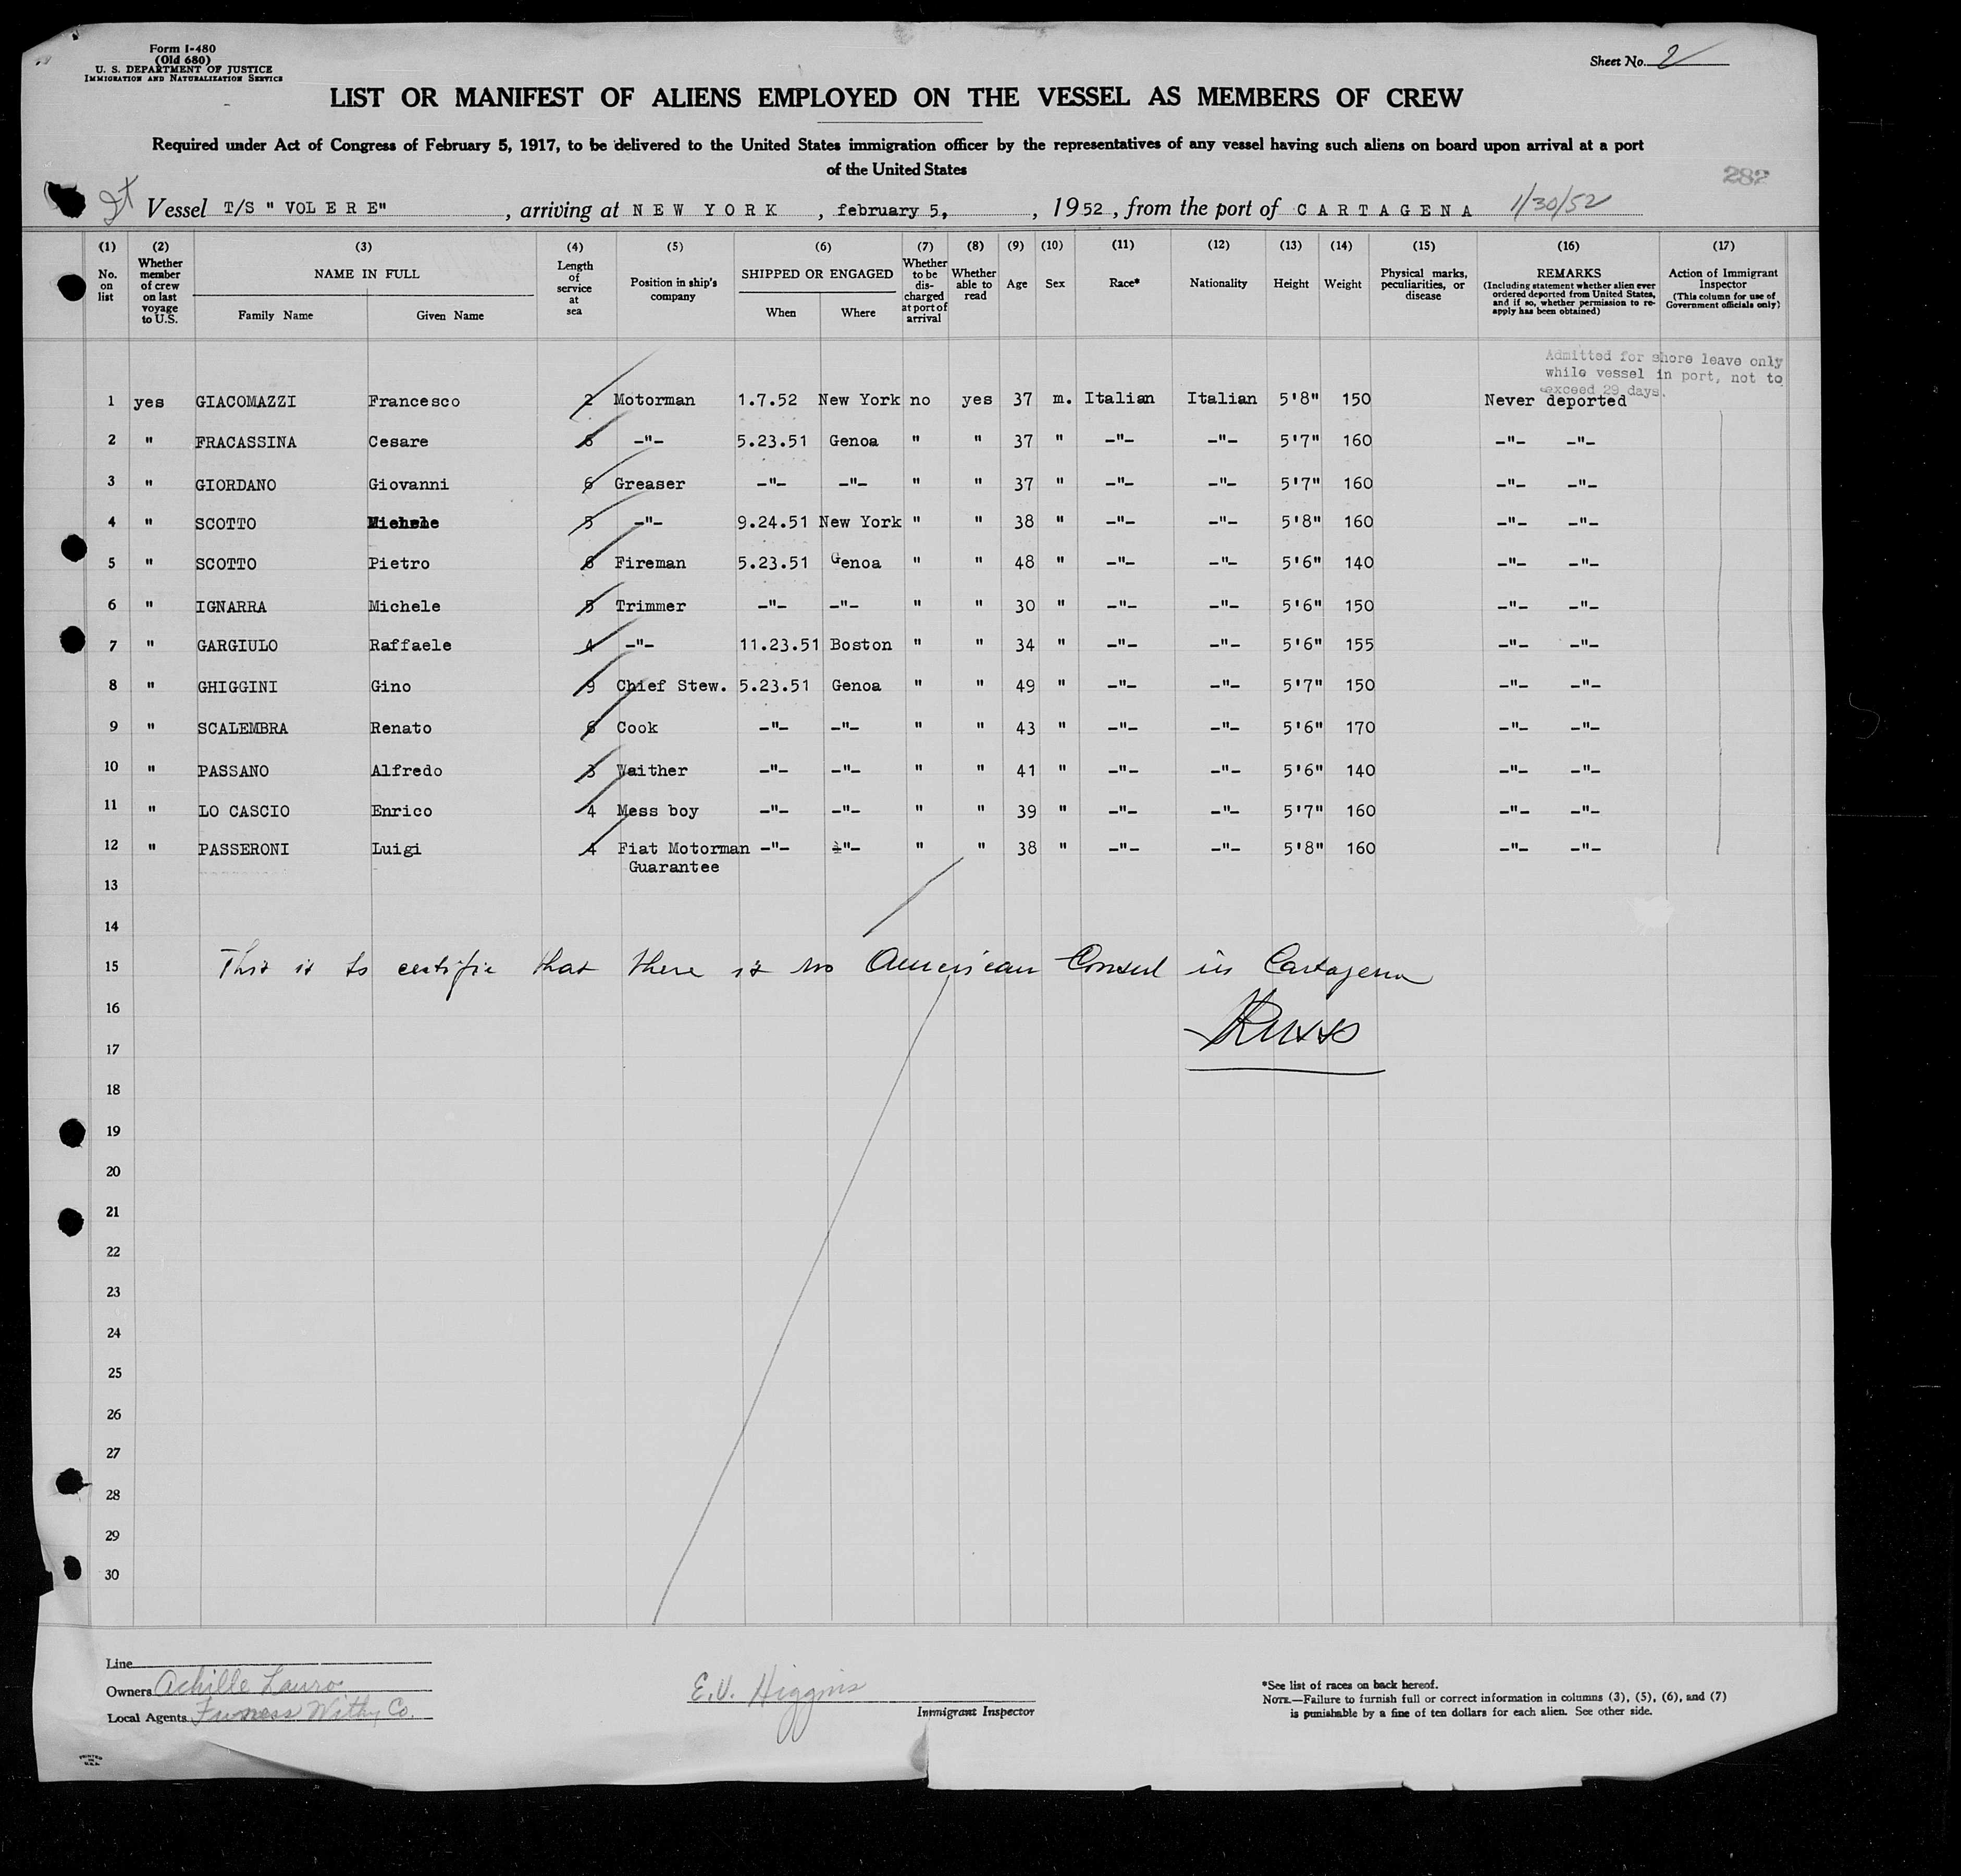 Form I-480
(Old 680)
U. S. DEPARTMENT OF JUSTICE
IMMIGRATION AND NATURALIZATION SERVICE
Sheet No. 2
LIST OR MANIFEST OF ALIENS EMPLOYED ON THE VESSEL AS MEMBERS OF CREW
Required under Act of Congress of February 5, 1917, to be delivered to the United States immigration officer by the representatives of any vessel having such aliens on board upon arrival at a port
of the United States
282
Vessel T/S " VOLERE", arriving at NEW YORK, february 5, , 1952, from the port of CARTAGENA 1/30/52
(1) (2) (3) (4) (5) (6) (7) (8) (9) (10) (11) (12) (13) (14) (15) (16) (17)
No. on list
Whether member of crew on last voyage to U.S.
NAME IN FULL
Family Name Given Name
Length of service at sea
Position in ship's company
SHIPPED OR ENGAGED
When Where
Whether to be discharged at port of arrival
Whether able to read
Age
Sex
Race*
Nationality
Height
Weight
Physical marks, peculiarities, or disease
REMARKS
(Including statement whether alien ever ordered deported from United States, and if so, whether permission to re-apply has been obtained)
Action of Immigrant Inspector
(This column for use of Government officials only)
Admitted for shore leave only
while vessel in port, not to
exceed 29 days.
1 yes GIACOMAZZI Francesco 2 Motorman 1.7.52 New York no yes 37 m. Italian Italian 5'8" 150 Never deported
2 " FRACASSINA Cesare 6 -"- 5.23.51 Genoa " " 37 " -"- -"- 5'7" 160 -"- -"-
3 " GIORDANO Giovanni 6 Greaser -"- -"- " " 37 " -"- -"- 5'7" 160 -"- -"-
4 " SCOTTO Michele 5 -"- 9.24.51 New York " " 38 " -"- -"- 5'8" 160 -"- -"-
5 " SCOTTO Pietro 6 Fireman 5.23.51 Genoa " " 48 " -"- -"- 5'6" 140 -"- -"-
6 " IGNARRA Michele 5 Trimmer -"- -"- " " 30 " -"- -"- 5'6" 150 -"- -"-
7 " GARGIULO Raffaele 4 -"- 11.23.51 Boston " " 34 " -"- -"- 5'6" 155 -"- -"-
8 " GHIGGINI Gino 9 Chief Stew. 5.23.51 Genoa " " 49 " -"- -"- 5'7" 150 -"- -"-
9 " SCALEMBRA Renato 6 Cook -"- -"- " " 43 " -"- -"- 5'6" 170 -"- -"-
10 " PASSANO Alfredo 3 Waither -"- -"- " " 41 " -"- -"- 5'6" 140 -"- -"-
11 " LO CASCIO Enrico 4 Mess boy -"- -"- " " 39 " -"- -"- 5'7" 160 -"- -"-
12 " PASSERONI Luigi 4 Fiat Motorman -"- -"- " " 38 " -"- -"- 5'8" 160 -"- -"-
Guarantee
13
14
15 This is to certifie that there is no American Consul in Cartagena
16
17
18
19
20
21
22
23
24
25
26
27
28
29
30
Line
Owners Achille Lauro
Local Agents Furness Withy Co.
E.V. Higgins
Immigrant Inspector
*See list of races on back hereof.
NOTE.—Failure to furnish full or correct information in columns (3), (5), (6), and (7)
is punishable by a fine of ten dollars for each alien. See other side.
PRINTED
IN
U.S.A.